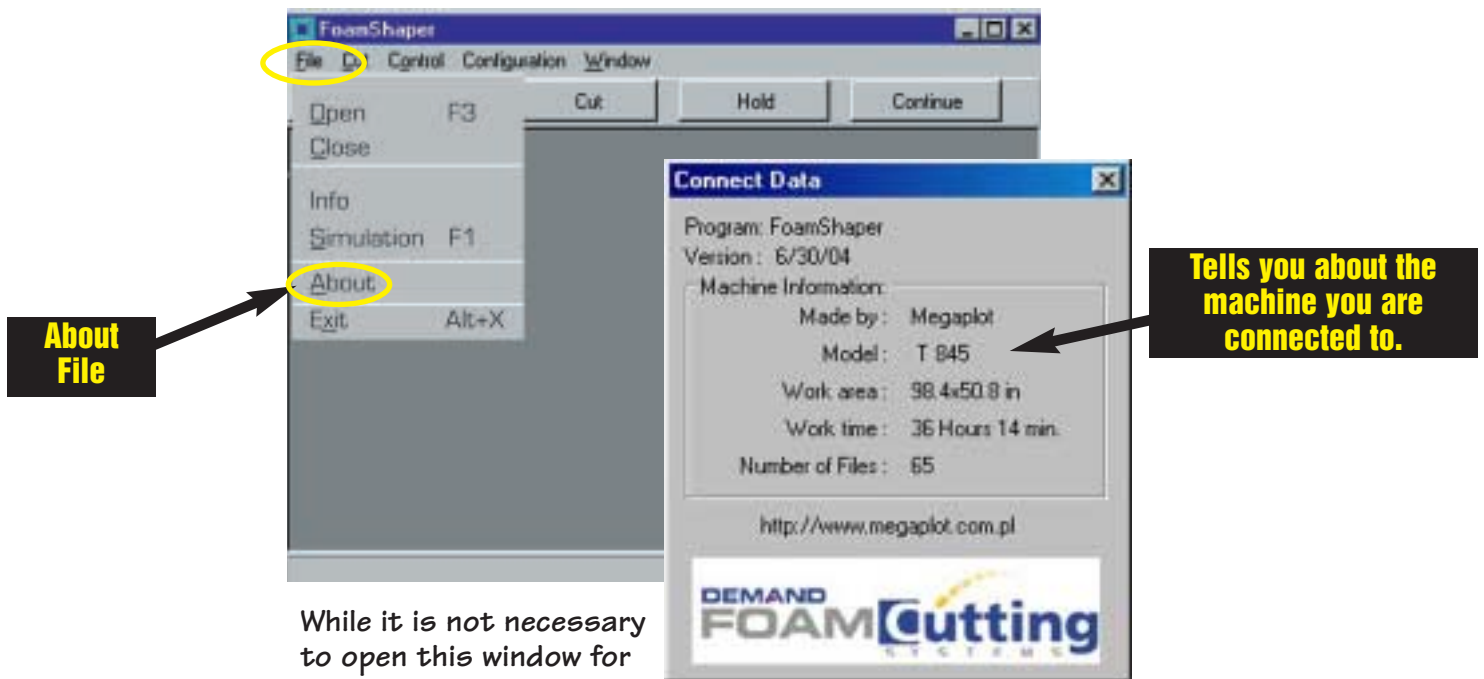 FoamShaper
File Cut Control Configuration Window
Cut Hold Continue
Open F3
Close
Info
Simulation F1
About
Exit Alt+X
About
File
Connect Data
Program: FoamShaper
Version : 6/30/04
Machine Information:
Made by : Megaplot
Model : T 845
Work area : 98.4x50.8 in
Work time : 36 Hours 14 min.
Number of Files : 65
http://www.megaplot.com.pl
DEMAND
FOAM Cutting
SYSTEMS
Tells you about the
machine you are
connected to.
While it is not necessary
to open this window for